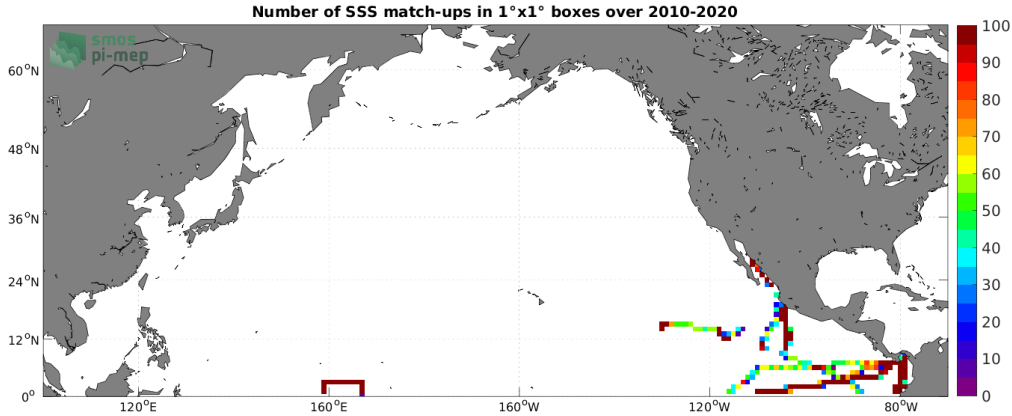 Number of SSS match-ups in 1°x1° boxes over 2010-2020
smos
pi-mep
60°N
48°N
36°N
24°N
12°N
0°
120°E
160°E
160°W
120°W
80°W
100
90
80
70
60
50
40
30
20
10
0